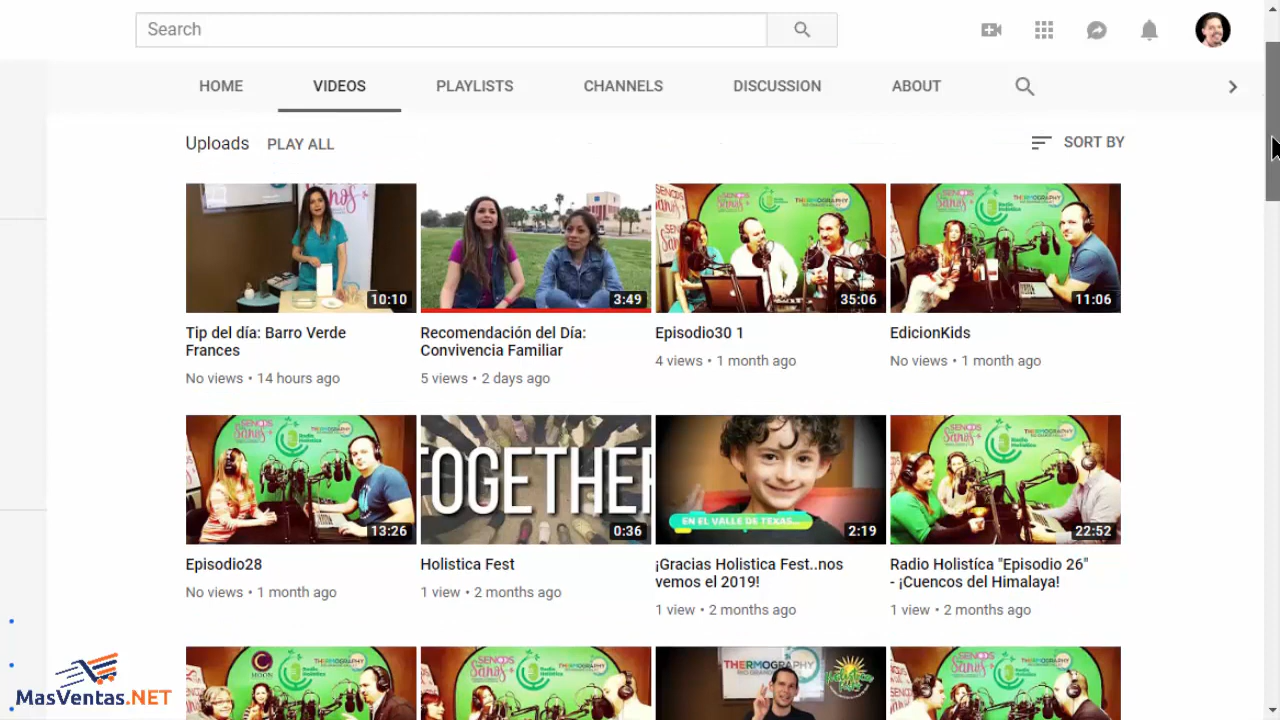 Search
HOME
VIDEOS
PLAYLISTS
CHANNELS
DISCUSSION
ABOUT
Uploads
PLAY ALL
SORT BY
10:10
3:49
THERMOGRAPHY
35:06
11:06
Tip del día: Barro Verde
Frances
No views • 14 hours ago
Recomendación del Día:
Convivencia Familiar
5 views • 2 days ago
Episodio30 1
4 views • 1 month ago
EdicionKids
No views • 1 month ago
13:26
TOGETHER
0:36
EN EL VALLE DE TEXAS...
2:19
22:52
Episodio28
No views • 1 month ago
Holistica Fest
1 view • 2 months ago
¡Gracias Holistica Fest..nos
vemos el 2019!
1 view • 2 months ago
Radio Holistíca "Episodio 26"
- ¡Cuencos del Himalaya!
1 view • 2 months ago
THERMOGRAPHY
MasVentas.NET